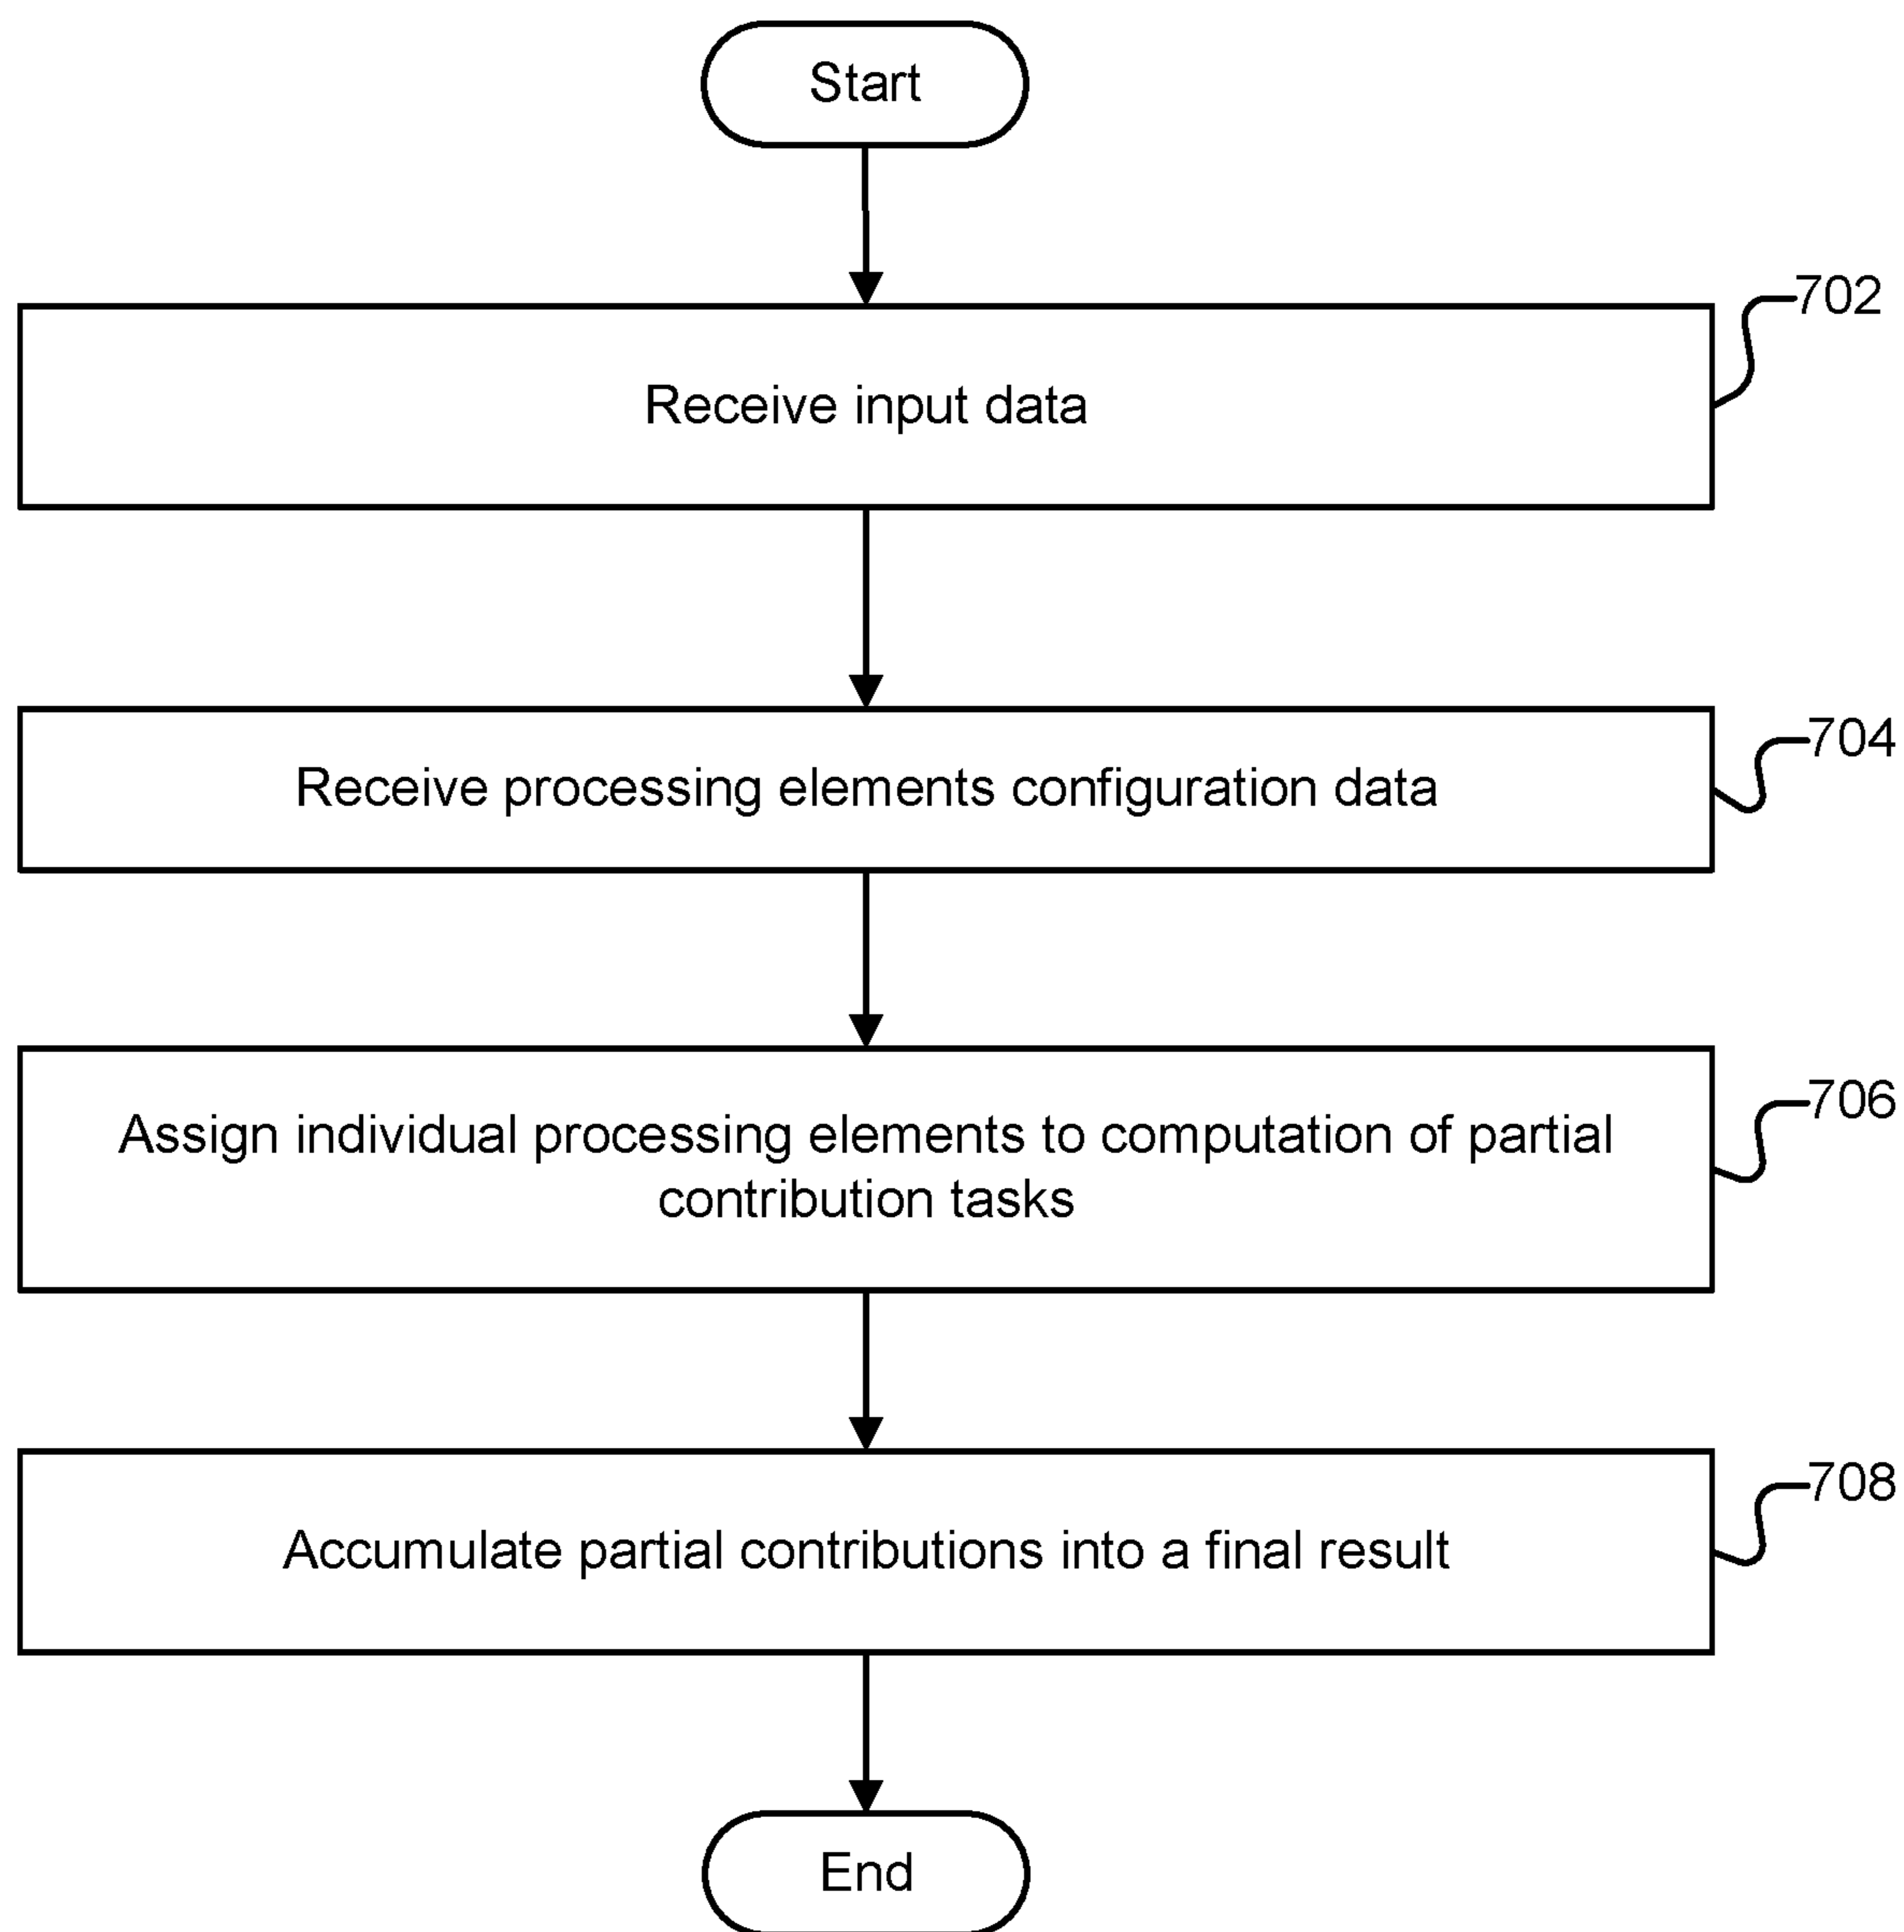 Start
702
Receive input data
704
Receive processing elements configuration data
706
Assign individual processing elements to computation of partial
contribution tasks
708
Accumulate partial contributions into a final result
End